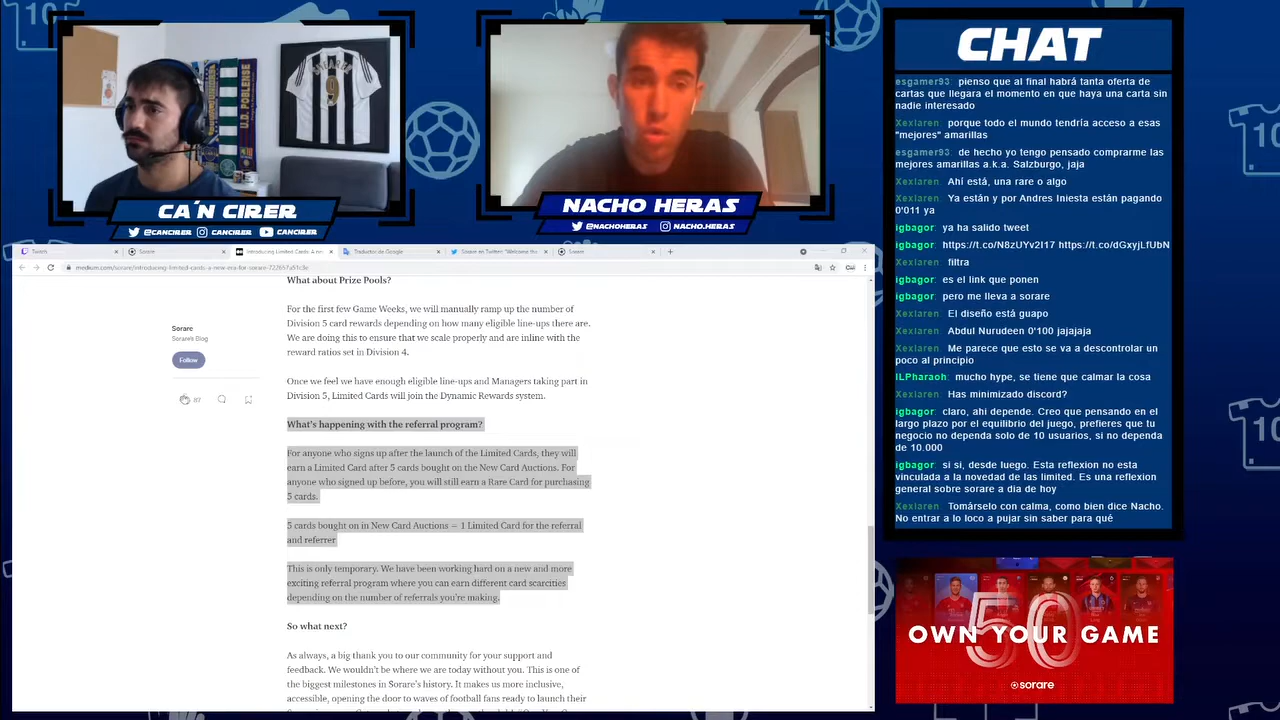 CA´N CIRER
@CANCIRER CANCIRER CANCIRER
NACHO HERAS
@NACHOHERAS NACHO.HERAS
Twitch
Sorare
Introducing Limited Cards: A n
Traductor de Google
Sorare
medium.com/sorare/introducing-limited-cards-a-new-era-for-sorare-
Sorare
Sorare's Blog
Follow
What about Prize Pools?
For the first few Game Weeks, we will manually ramp up the number of
Division 5 card rewards depending on how many eligible line-ups there are.
We are doing this to ensure that we scale properly and are inline with the
reward ratios set in Division 4.
Once we feel we have enough eligible line-ups and Managers taking part in
Division 5, Limited Cards will join the Dynamic Rewards system.
What's happening with the referral program?
For anyone who signs up after the launch of the Limited Cards, they will
earn a Limited Card after 5 cards bought on the New Card Auctions. For
anyone who signed up before, you will still earn a Rare Card for purchasing
5 cards.
5 cards bought on in New Card Auctions = 1 Limited Card for the referral
and referrer
This is only temporary. We have been working hard on a new and more
exciting referral program where you can earn different card scarcities
depending on the number of referrals you're making.
So what next?
As always, a big thank you to our community for your support and
feedback. We wouldn't be where we are today without you. This is one of
the biggest milestones in Sorare's history. It makes us more inclusive,
accessible, opening the door to waves of football fans ready to launch their
CHAT
esgamer93: pienso que al final habrá tanta oferta de
cartas que llegara el momento en que haya una carta sin
nadie interesado
Xexlaren: porque todo el mundo tendría acceso a esas
"mejores" amarillas
esgamer93: de hecho yo tengo pensado comprarme las
mejores amarillas a.k.a. Salzburgo, jaja
Xexlaren: Ahí está, una rare o algo
Xexlaren: Ya están y por Andres Iniesta están pagando
0'011 ya
igbagor: ya ha salido tweet
igbagor: https://t.co/N8zUYv2I17 https://t.co/dGxyjLfUbN
Xexlaren: filtra
igbagor: es el link que ponen
igbagor: pero me lleva a sorare
Xexlaren: El diseño está guapo
Xexlaren: Abdul Nurudeen 0'100 jajajaja
Xexlaren: Me parece que esto se va a descontrolar un
poco al principio
ILPharaoh: mucho hype, se tiene que calmar la cosa
Xexlaren: Has minimizado discord?
igbagor: claro, ahi depende. Creo que pensando en el
largo plazo por el equilibrio del juego, prefieres que tu
negocio no dependa solo de 10 usuarios, si no dependa
de 10.000
igbagor: si si, desde luego. Esta reflexion no esta
vinculada a la novedad de las limited. Es una reflexion
general sobre sorare a dia de hoy
Xexlaren: Tomárselo con calma, como bien dice Nacho.
No entrar a lo loco a pujar sin saber para qué
50
OWN YOUR GAME
sorare